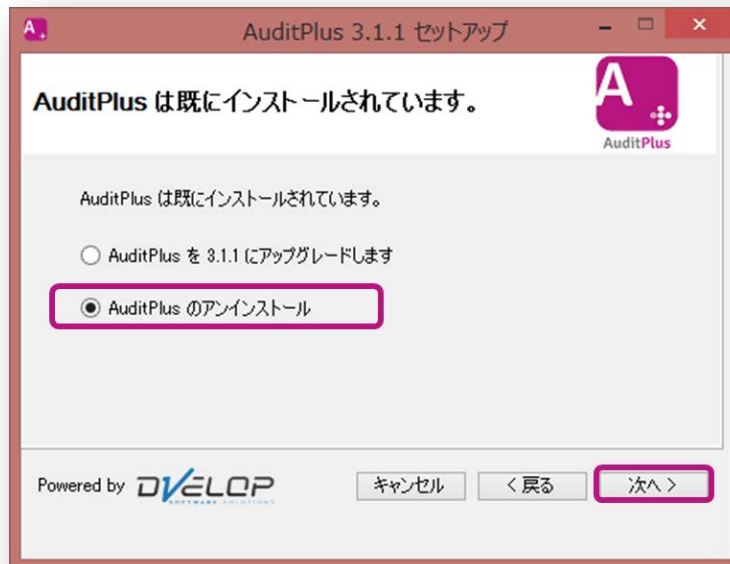 AuditPlus 3.1.1 セットアップ
AuditPlus は既にインストールされています。
AuditPlus
AuditPlus は既にインストールされています。
AuditPlus を 3.1.1 にアップグレードします
AuditPlus のアンインストール
Powered by DVELOP
SOFTWARE SOLUTIONS
キャンセル
< 戻る
次へ >